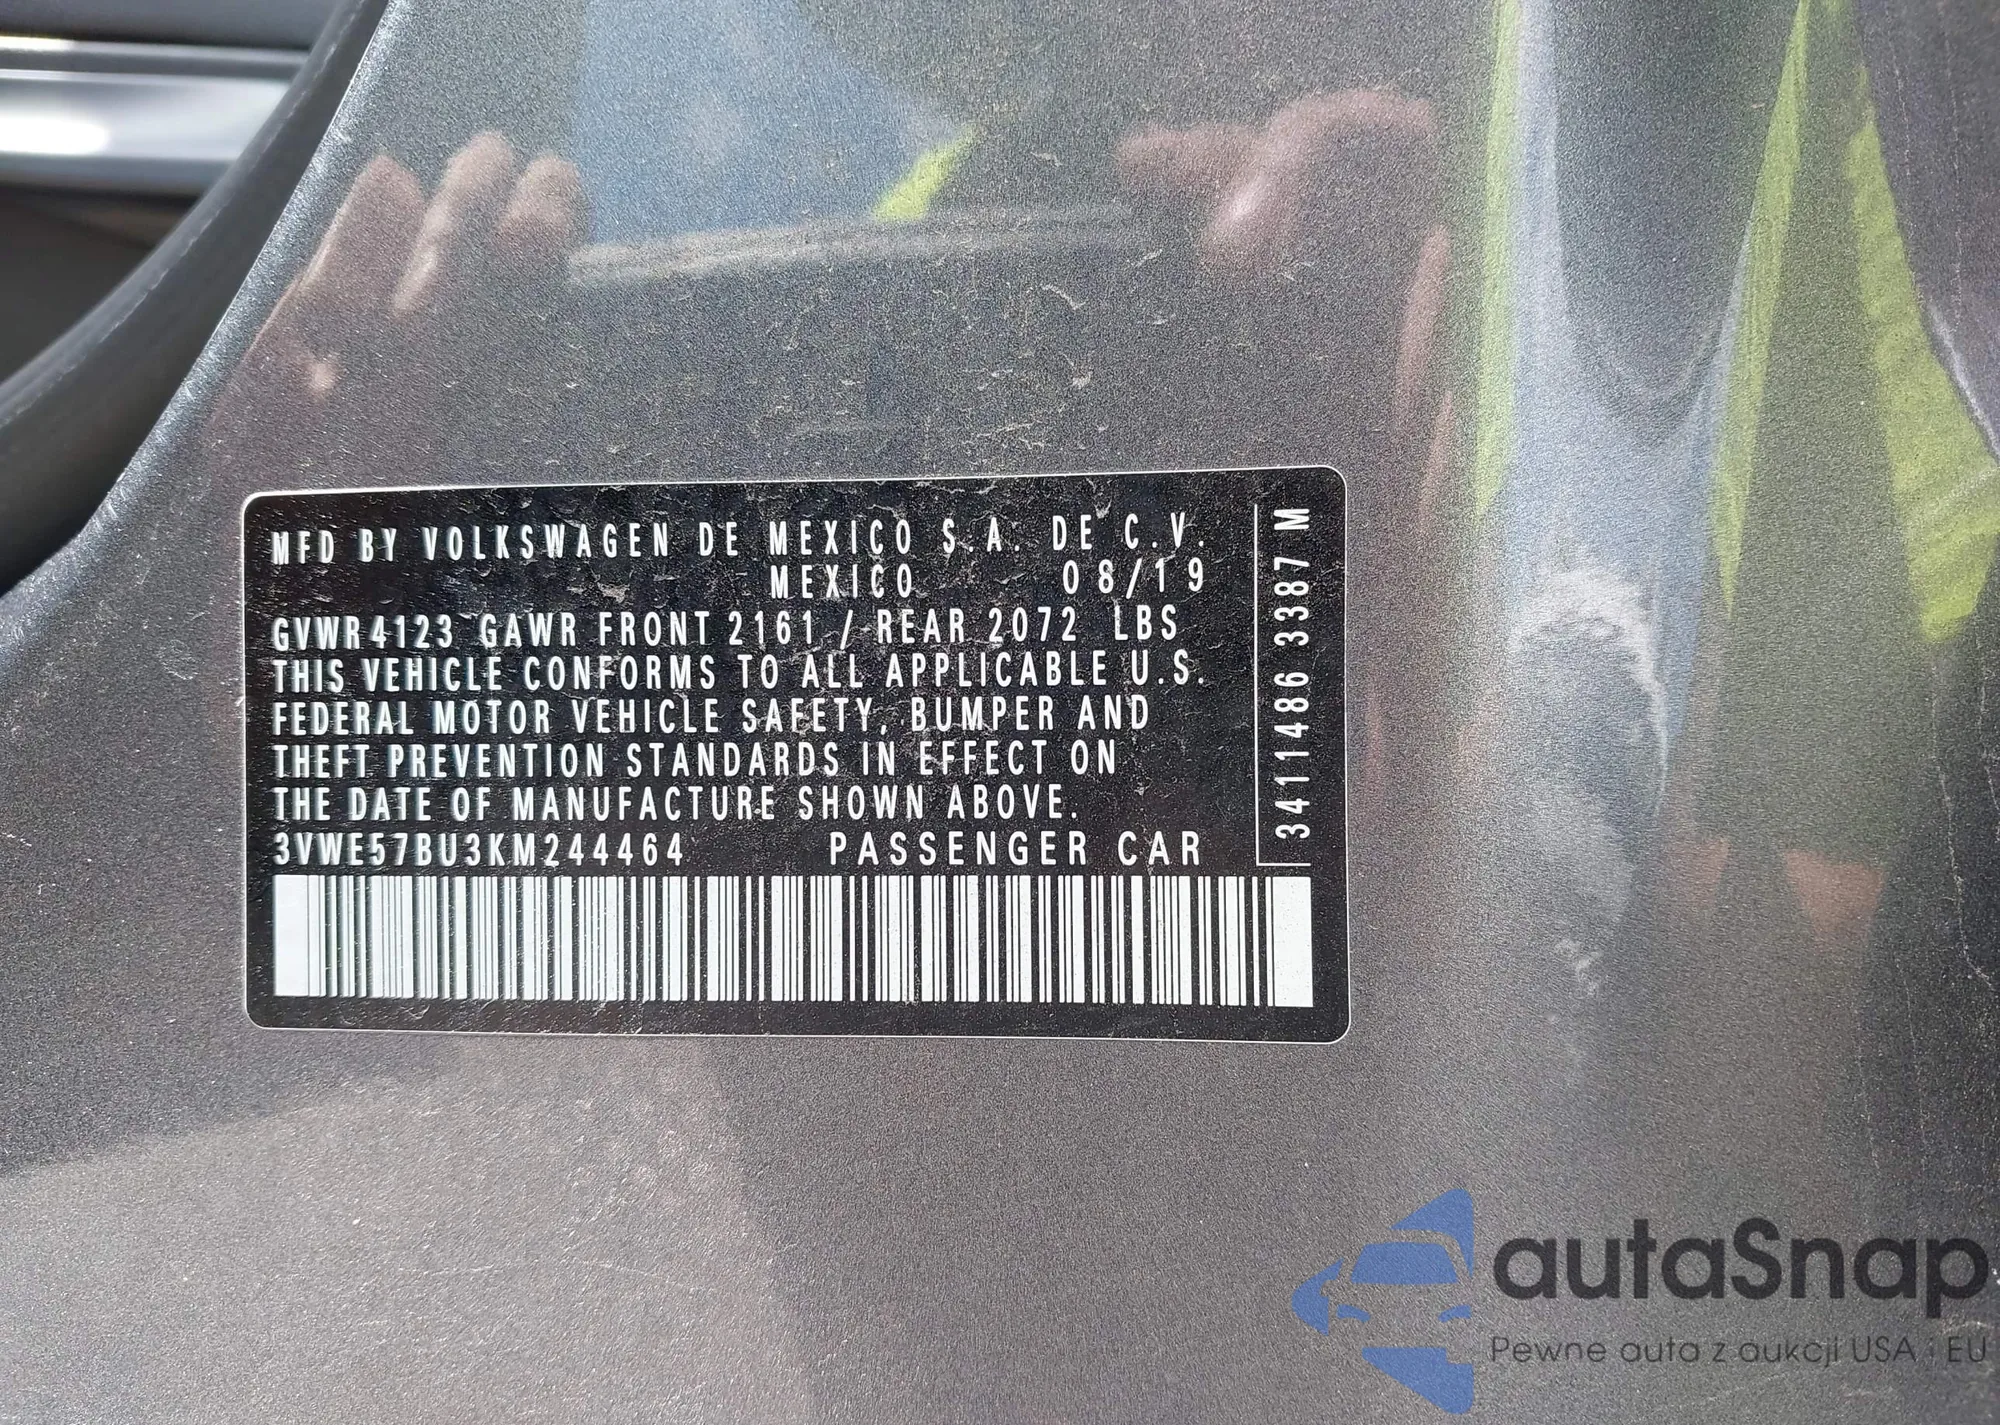 MFD BY VOLKSWAGEN DE MEXICO S.A. DE C.V.
MEXICO 08/19
GVWR 4123 GAWR FRONT 2161 / REAR 2072 LBS
THIS VEHICLE CONFORMS TO ALL APPLICABLE U.S.
FEDERAL MOTOR VEHICLE SAFETY, BUMPER AND
THEFT PREVENTION STANDARDS IN EFFECT ON
THE DATE OF MANUFACTURE SHOWN ABOVE.
3VWE57BU3KM244464 PASSENGER CAR
3411486 3387 M
autaSnap
Pewne auta z aukcji USA i EU